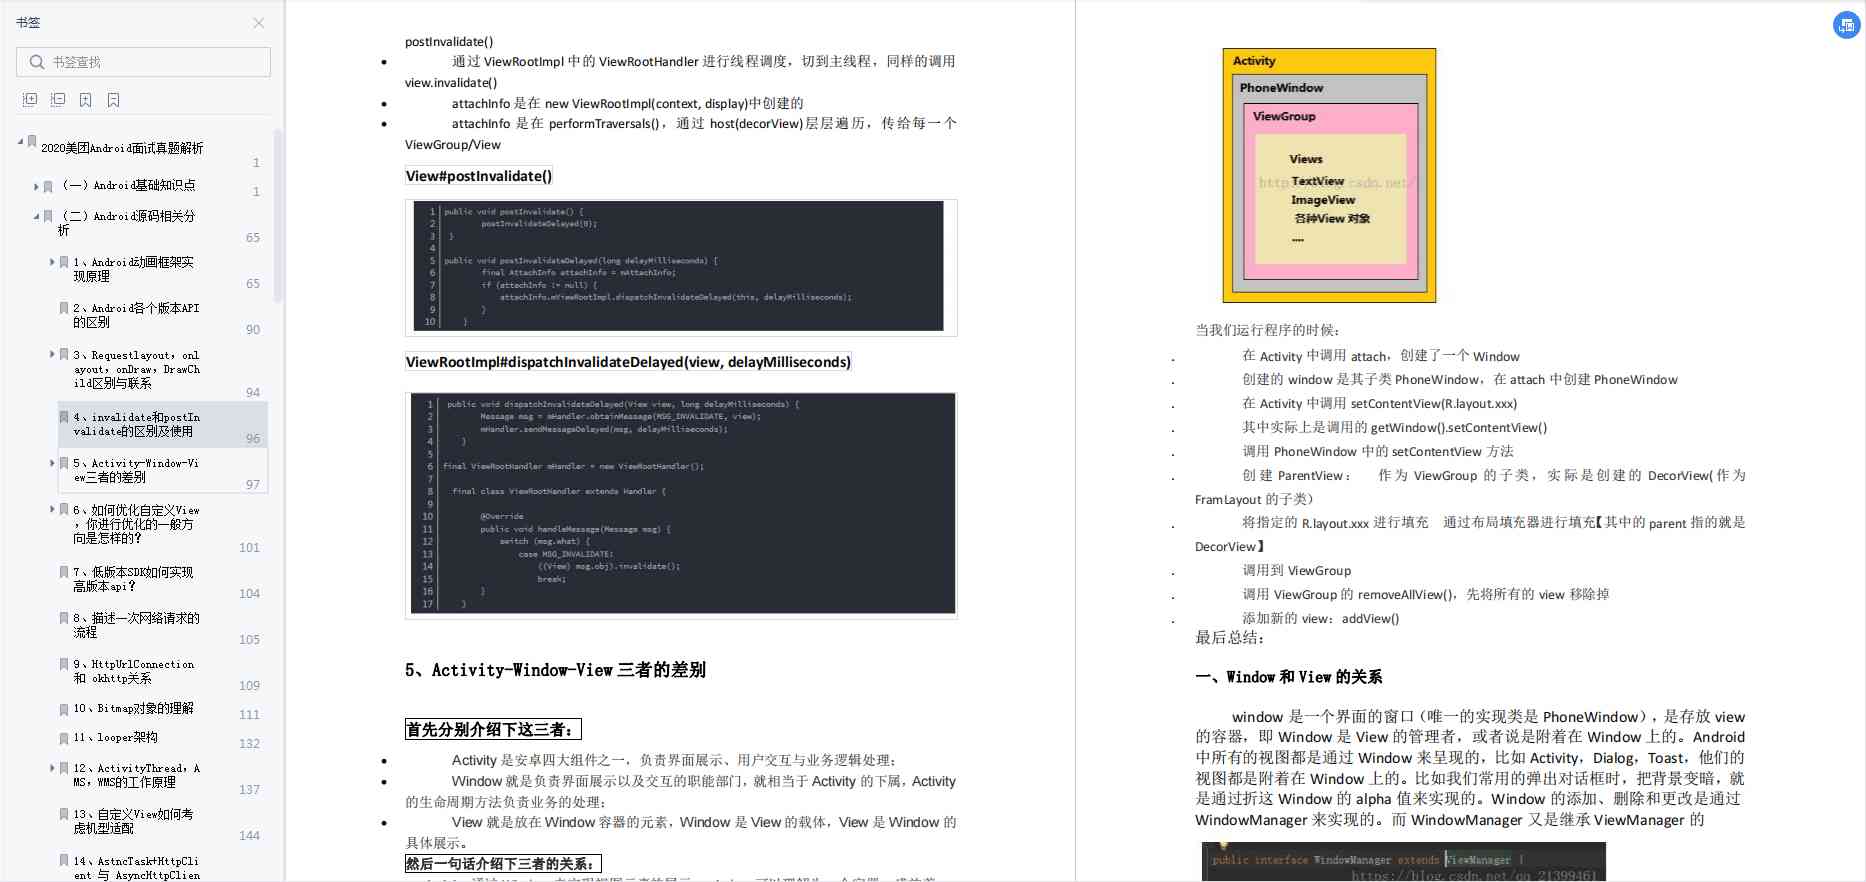 书签
书签查找
2020美团Android面试真题解析
1
（一）Android基础知识点
1
（二）Android源码相关分
析
65
1、Android动画框架实
现原理
65
2、Android各个版本API
的区别
90
3、Requestlayout，onl
ayout，onDraw，DrawCh
ild区别与联系
94
4、invalidate和postIn
validate的区别及使用
96
5、Activity-Window-Vi
ew三者的差别
97
6、如何优化自定义View
，你进行优化的一般方
向是怎样的？
101
7、低版本SDK如何实现
高版本api？
104
8、描述一次网络请求的
流程
105
9、HttpUrlConnection
和 okhttp关系
109
10、Bitmap对象的理解
111
11、looper架构
132
12、ActivityThread，A
MS，WMS的工作原理
137
13、自定义View如何考
虑机型适配
144
14、AstncTask+HttpCli
ent 与 AsyncHttpClien
postInvalidate()
• 通过 ViewRootImpl 中的 ViewRootHandler 进行线程调度，切到主线程，同样的调用
view.invalidate()
• attachInfo 是在 new ViewRootImpl(context, display)中创建的
• attachInfo 是在 performTraversals()，通过 host(decorView)层层遍历，传给每一个
ViewGroup/View
View#postInvalidate()
1 public void postInvalidate() {
2 postInvalidateDelayed(0);
3 }
4
5 public void postInvalidateDelayed(long delayMilliseconds) {
6 final AttachInfo attachInfo = mAttachInfo;
7 if (attachInfo != null) {
8 attachInfo.mViewRootImpl.dispatchInvalidateDelayed(this, delayMilliseconds);
9 }
10 }
ViewRootImpl#dispatchInvalidateDelayed(view, delayMilliseconds)
1 public void dispatchInvalidateDelayed(View view, long delayMilliseconds) {
2 Message msg = mHandler.obtainMessage(MSG_INVALIDATE, view);
3 mHandler.sendMessageDelayed(msg, delayMilliseconds);
4 }
5
6 final ViewRootHandler mHandler = new ViewRootHandler();
7
8 final class ViewRootHandler extends Handler {
9
10 @Override
11 public void handleMessage(Message msg) {
12 switch (msg.what) {
13 case MSG_INVALIDATE:
14 ((View) msg.obj).invalidate();
15 break;
16 }
17 }
5、Activity-Window-View 三者的差别
首先分别介绍下这三者：
• Activity 是安卓四大组件之一，负责界面展示、用户交互与业务逻辑处理；
• Window 就是负责界面展示以及交互的职能部门，就相当于 Activity 的下属，Activity
的生命周期方法负责业务的处理；
• View 就是放在 Window 容器的元素，Window 是 View 的载体，View 是 Window 的
具体展示。
然后一句话介绍下三者的关系：
Activity
PhoneWindow
ViewGroup
Views
TextView
ImageView
各种View 对象
....
当我们运行程序的时候：
. 在 Activity 中调用 attach，创建了一个 Window
. 创建的 window 是其子类 PhoneWindow，在 attach 中创建 PhoneWindow
. 在 Activity 中调用 setContentView(R.layout.xxx)
. 其中实际上是调用的 getWindow().setContentView()
. 调用 PhoneWindow 中的 setContentView 方法
. 创建 ParentView： 作为 ViewGroup 的子类，实际是创建的 DecorView(作为
FramLayout 的子类）
. 将指定的 R.layout.xxx 进行填充 通过布局填充器进行填充【其中的 parent 指的就是
DecorView】
. 调用到 ViewGroup
. 调用 ViewGroup 的 removeAllView()，先将所有的 view 移除掉
. 添加新的 view：addView()
最后总结：
一、Window 和 View 的关系
window 是一个界面的窗口（唯一的实现类是 PhoneWindow），是存放 view
的容器，即 Window 是 View 的管理者，或者说是附着在 Window 上的。Android
中所有的视图都是通过 Window 来呈现的，比如 Activity，Dialog，Toast，他们的
视图都是附着在 Window 上的。比如我们常用的弹出对话框时，把背景变暗，就
是通过折这 Window 的 alpha 值来实现的。Window 的添加、删除和更改是通过
WindowManager 来实现的。而 WindowManager 又是继承 ViewManager 的
public interface WindowManager extends ViewManager {
https://blog.csdn.net/qq_21399461